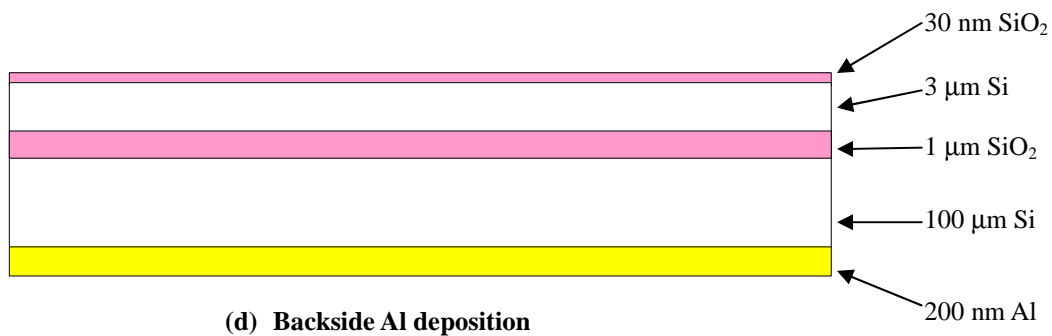 30 nm SiO₂
3 μm Si
1 μm SiO₂
100 μm Si
200 nm Al
(d) Backside Al deposition